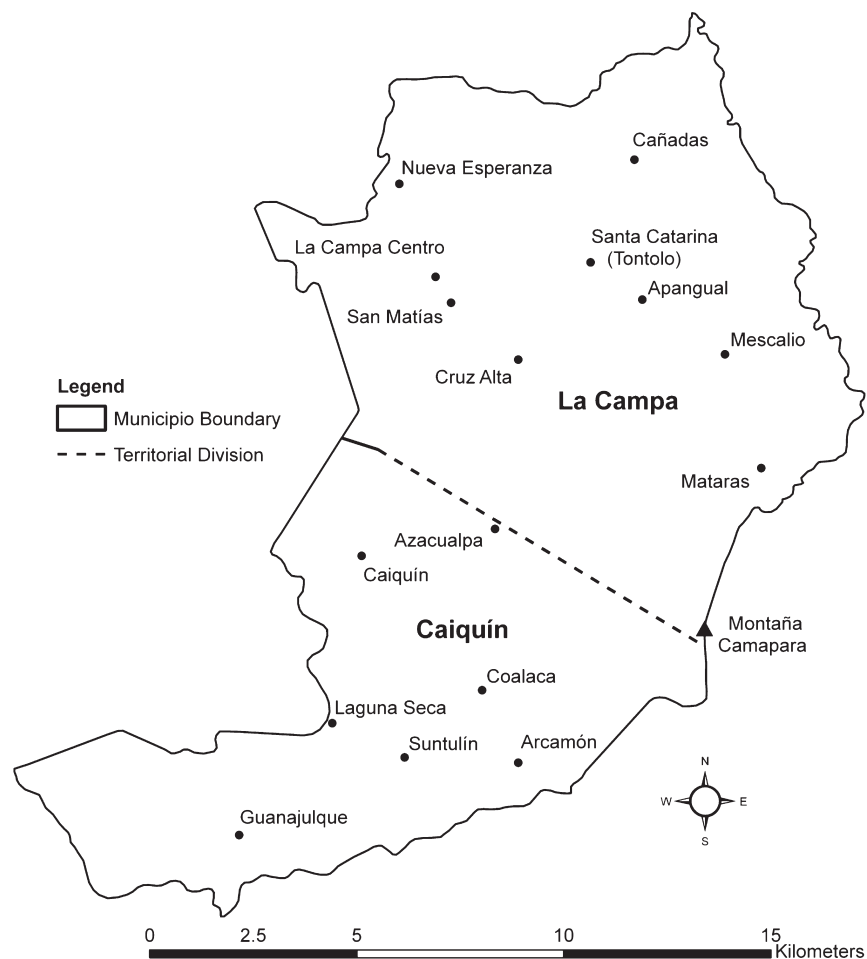 Cañadas
Nueva Esperanza
Santa Catarina
(Tontolo)
La Campa Centro
Apangual
San Matías
Mescalio
Cruz Alta
La Campa
Legend
Municipio Boundary
Territorial Division
Mataras
Azacualpa
Caiquín
Caiquín
Montaña
Camapara
Coalaca
Laguna Seca
Suntulín
Arcamón
N
W E
S
Guanajulque
0 2.5 5 10 15
Kilometers